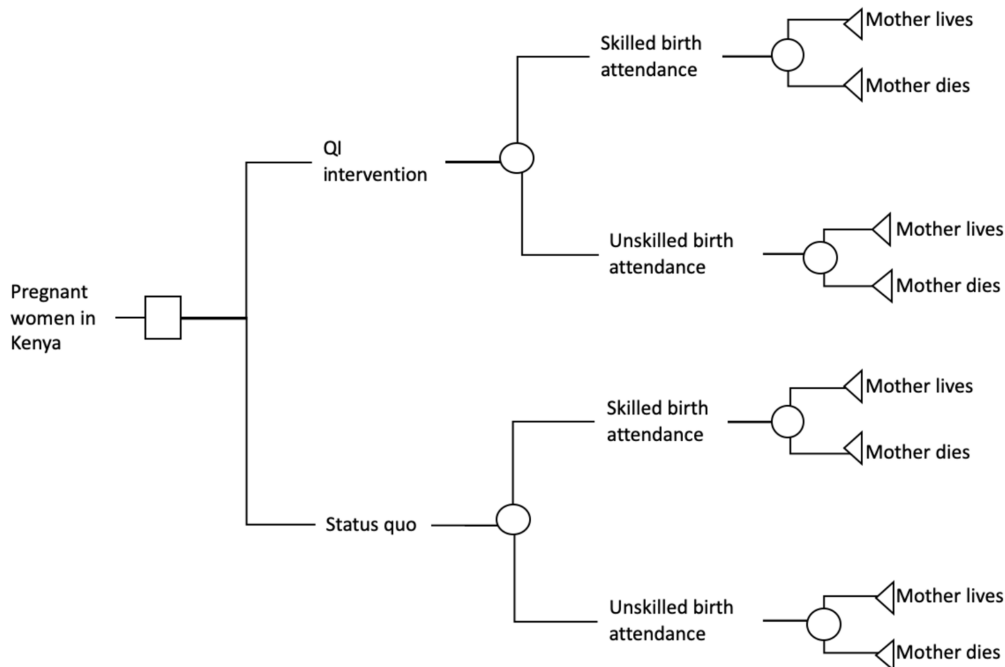 Mother lives
Skilled birth
attendance
Mother dies
QI
intervention
Mother lives
Unskilled birth
attendance
Mother dies
Pregnant
women in
Kenya
Mother lives
Skilled birth
attendance
Mother dies
Status quo
Mother lives
Unskilled birth
attendance
Mother dies